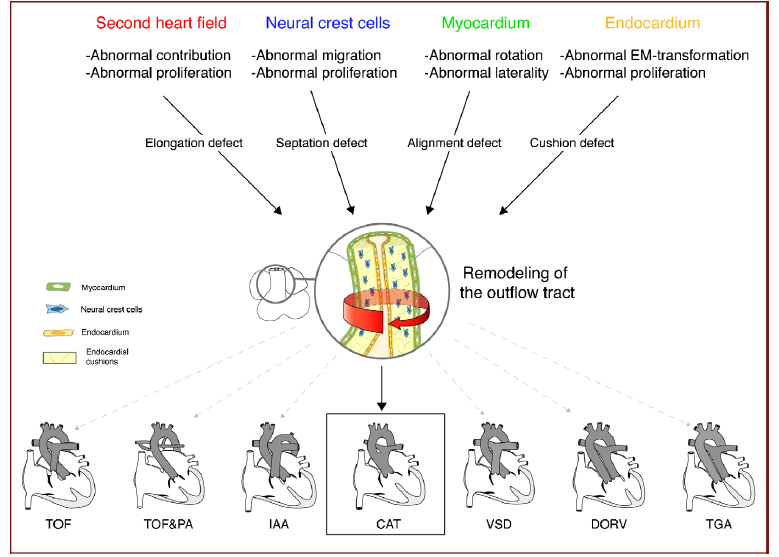 Second heart field
Neural crest cells
Myocardium
Endocardium
-Abnormal contribution
-Abnormal proliferation
-Abnormal migration
-Abnormal proliferation
-Abnormal rotation
-Abnormal laterality
-Abnormal EM-transformation
-Abnormal proliferation
Elongation defect
Septation defect
Alignment defect
Cushion defect
Remodeling of
the outflow tract
Myocardium
Neural crest cells
Endocardium
Endocardial
cushions
TOF
TOF&PA
IAA
CAT
VSD
DORV
TGA